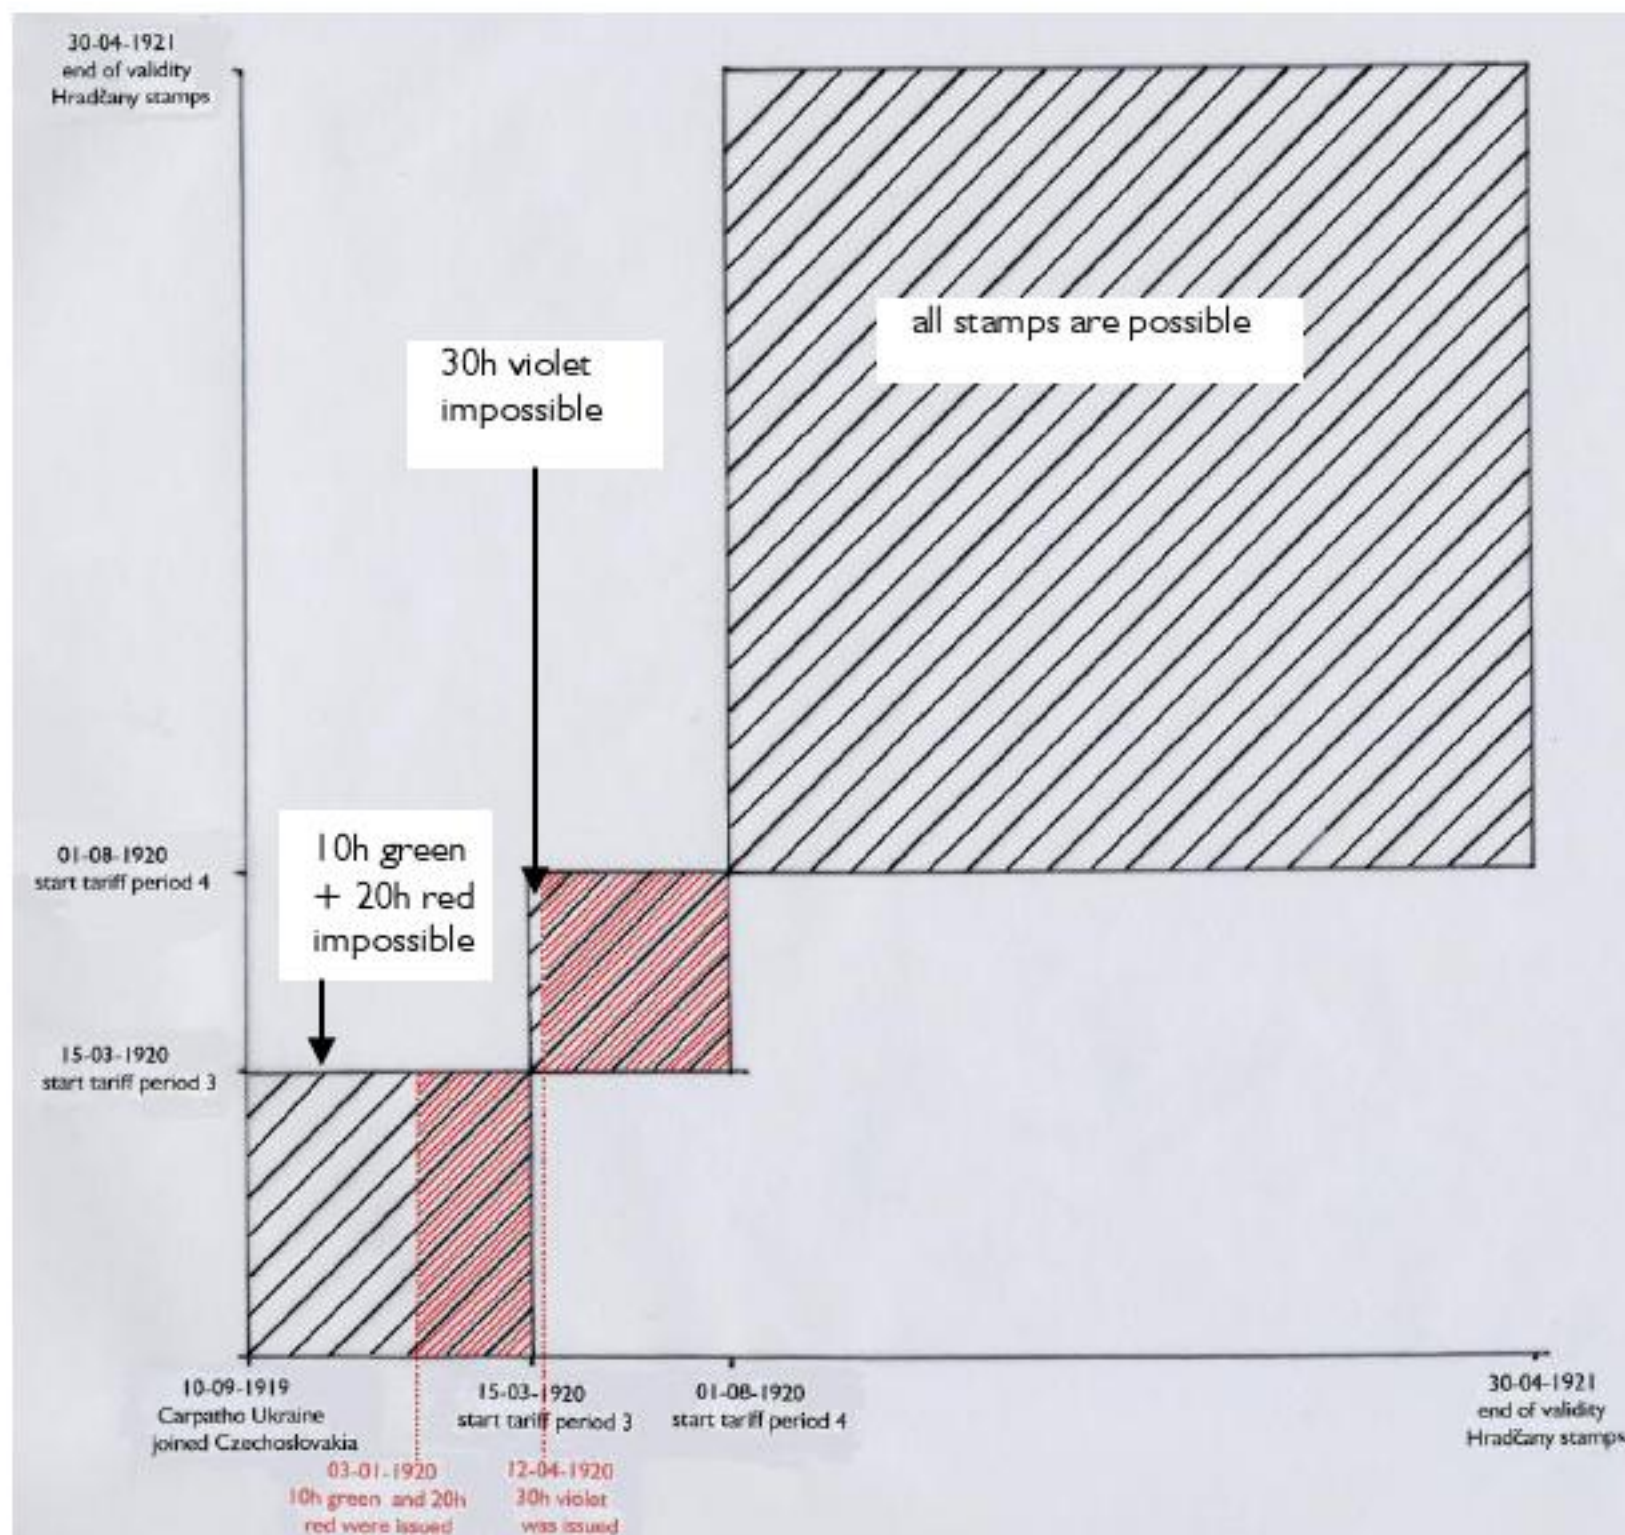 30-04-1921
end of validity
Hradčany stamps
all stamps are possible
30h violet
impossible
10h green
+ 20h red
impossible
01-08-1920
start tariff period 4
15-03-1920
start tariff period 3
10-09-1919
Carpatho Ukraine
joined Czechoslovakia
15-03-1920
start tariff period 3
01-08-1920
start tariff period 4
30-04-1921
end of validity
Hradčany stamps
03-01-1920
10h green and 20h
red were issued
12-04-1920
30h violet
was issued